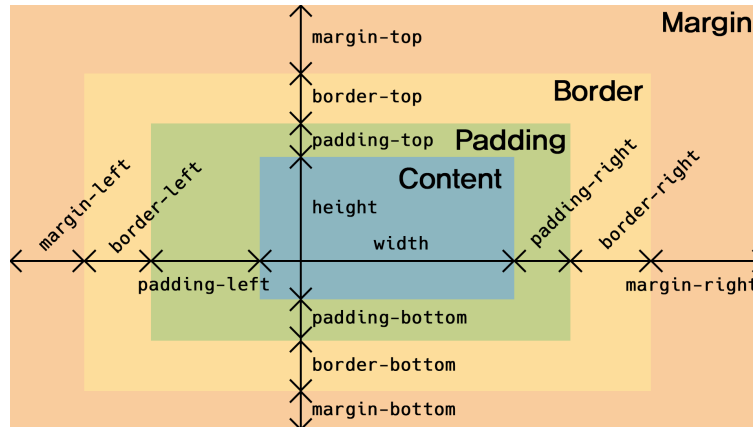 Margin
margin-top
Border
border-top
padding-top
Padding
Content
margin-left
border-left
height
padding-right
border-right
width
padding-left
margin-right
padding-bottom
border-bottom
margin-bottom